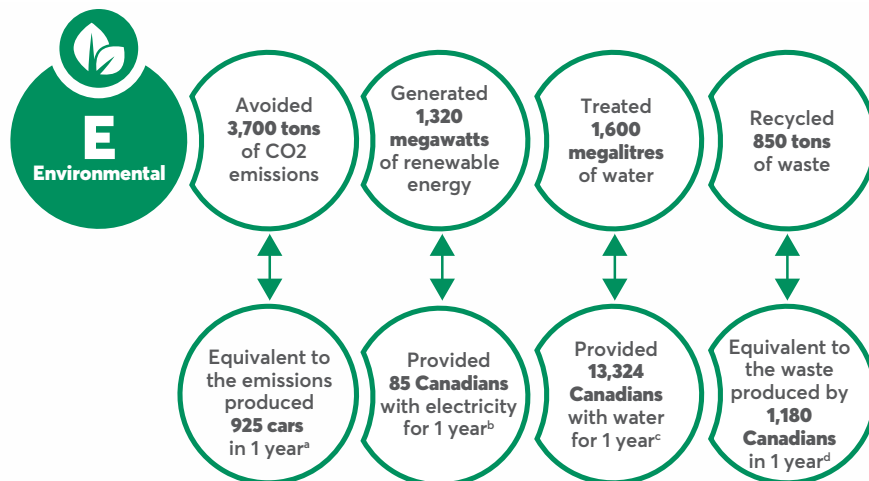 E
Environmental
Avoided
3,700 tons
of CO2
emissions
Generated
1,320
megawatts
of renewable
energy
Treated
1,600
megalitres
of water
Recycled
850 tons
of waste
Equivalent to
the emissions
produced
925 cars
in 1 yearᵃ
Provided
85 Canadians
with electricity
for 1 yearᵇ
Provided
13,324
Canadians
with water
for 1 yearᶜ
Equivalent to
the waste
produced by
1,180
Canadians
in 1 yearᵈ